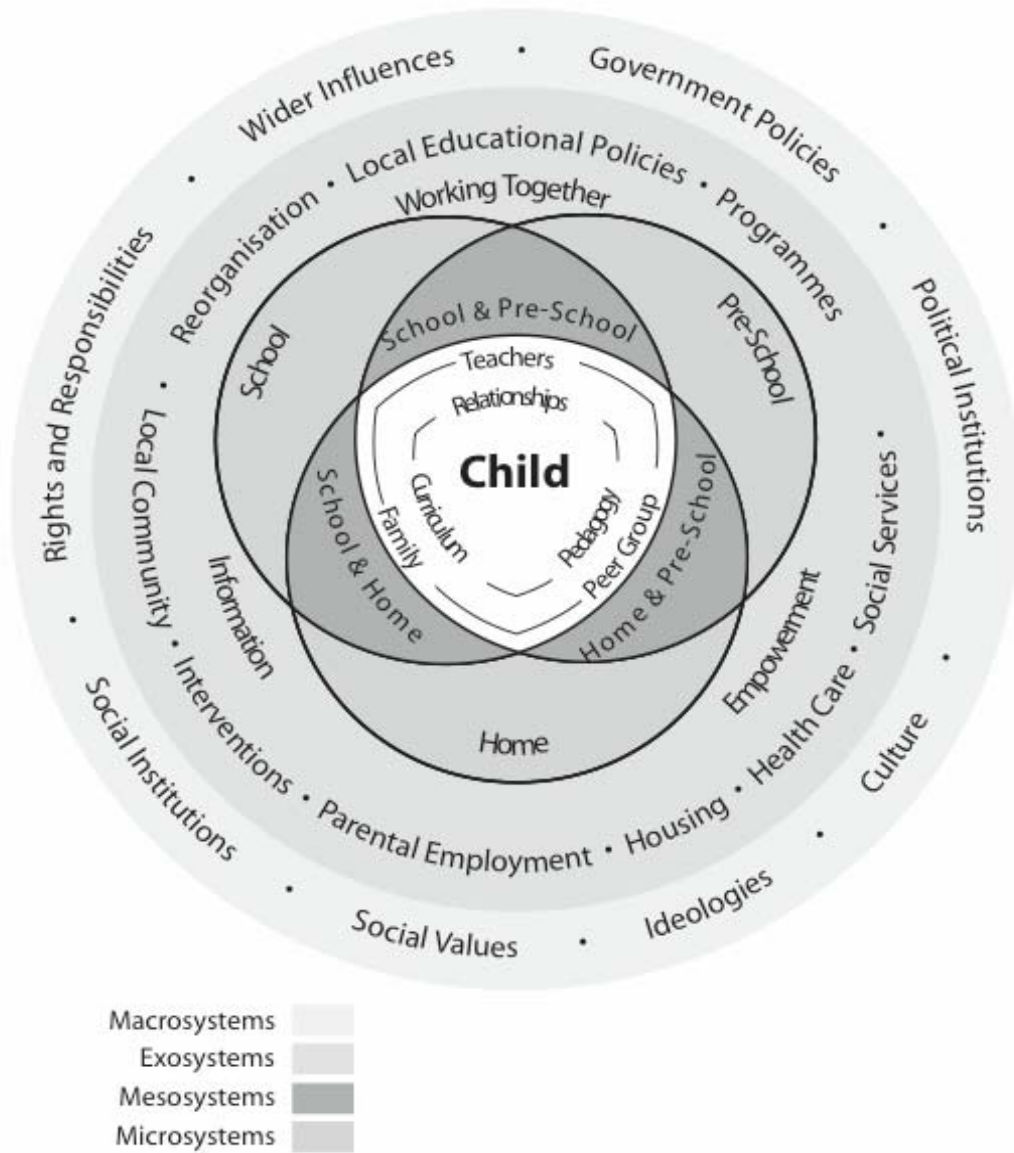 Wider Influences
Government Policies
Political Institutions
Culture
Ideologies
Social Values
Social Institutions
Rights and Responsibilities
Local Educational Policies
Programmes
Social Services
Health Care
Housing
Parental Employment
Interventions
Local Community
Reorganisation
Working Together
Empowerment
Information
School
Pre-School
Home
School & Pre-School
School & Home
Home & Pre-School
Teachers
Relationships
Child
Curriculum
Pedagogy
Family
Peer Group
Macrosystems
Exosystems
Mesosystems
Microsystems